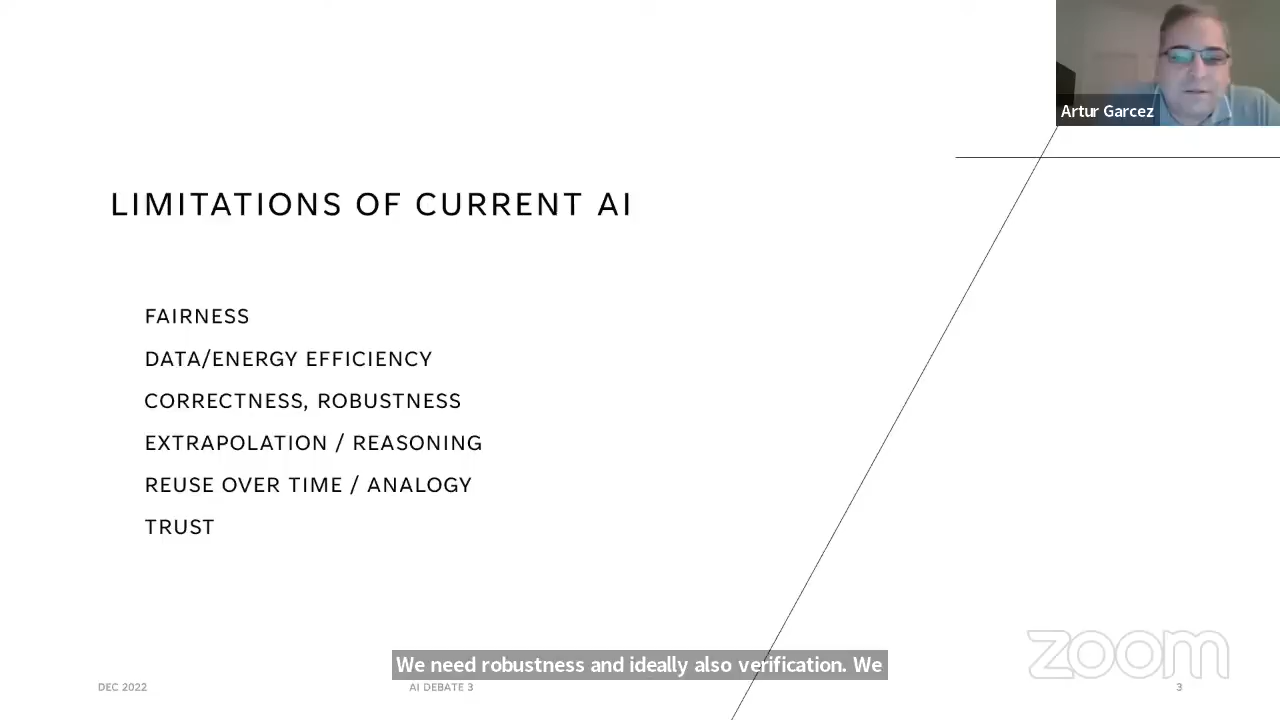 Artur Garcez
LIMITATIONS OF CURRENT AI
FAIRNESS
DATA/ENERGY EFFICIENCY
CORRECTNESS, ROBUSTNESS
EXTRAPOLATION / REASONING
REUSE OVER TIME / ANALOGY
TRUST
We need robustness and ideally also verification. We
zoom
DEC 2022
AI DEBATE 3
3